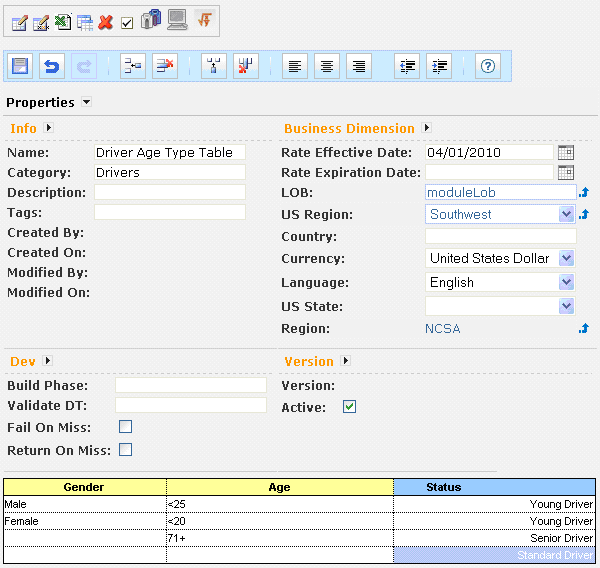 Properties
Info
Business Dimension
Name: Driver Age Type Table
Rate Effective Date: 04/01/2010
Category: Drivers
Rate Expiration Date:
Description:
LOB: moduleLob
Tags:
US Region: Southwest
Created By:
Country:
Created On:
Currency: United States Dollar
Modified By:
Language: English
Modified On:
US State:
Region: NCSA
Dev
Version
Build Phase:
Version:
Validate DT:
Active:
Fail On Miss:
Return On Miss:
Gender Age Status
Male <25 Young Driver
Female <20 Young Driver
71+ Senior Driver
Standard Driver